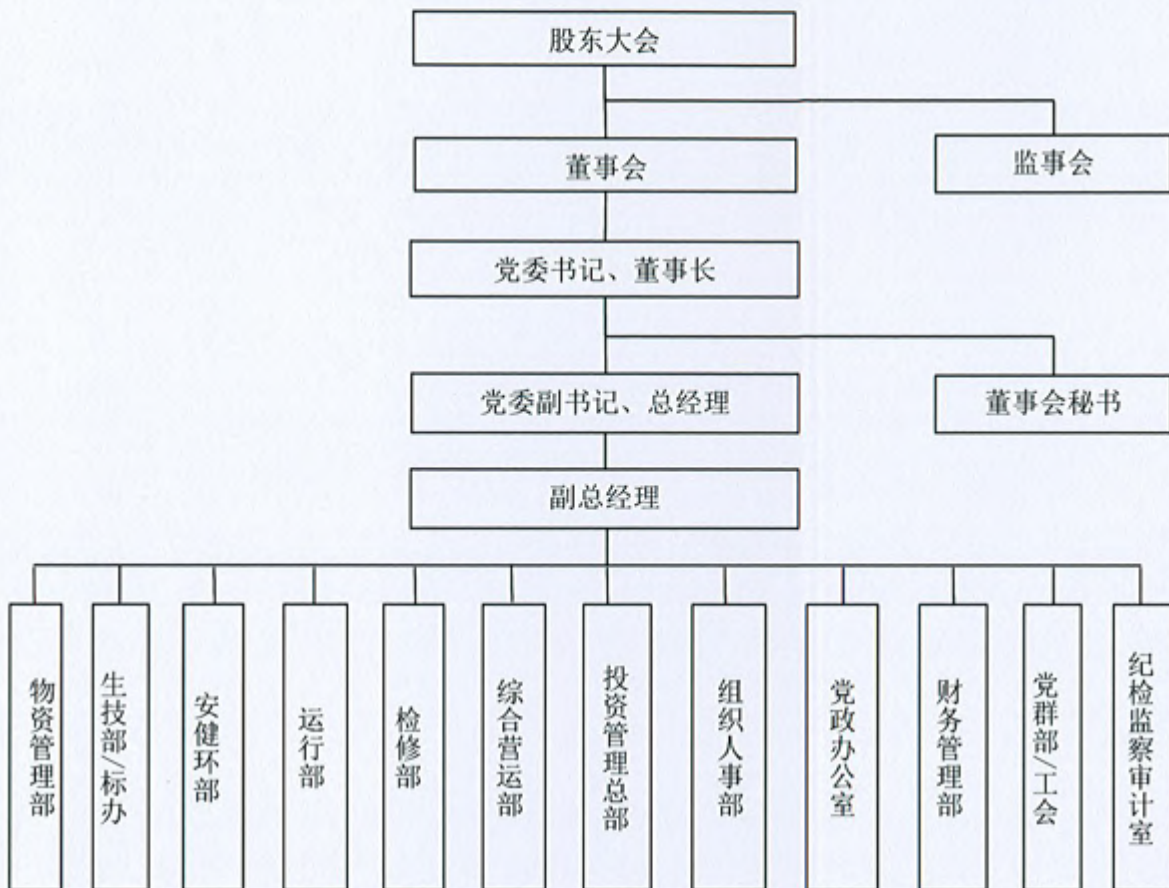 股东大会
董事会
监事会
党委书记、董事长
党委副书记、总经理
董事会秘书
副总经理
物资管理部
生技部/标办
安健环部
运行部
检修部
综合营运部
投资管理总部
组织人事部
党政办公室
财务管理部
党群部/工会
纪检监察审计室